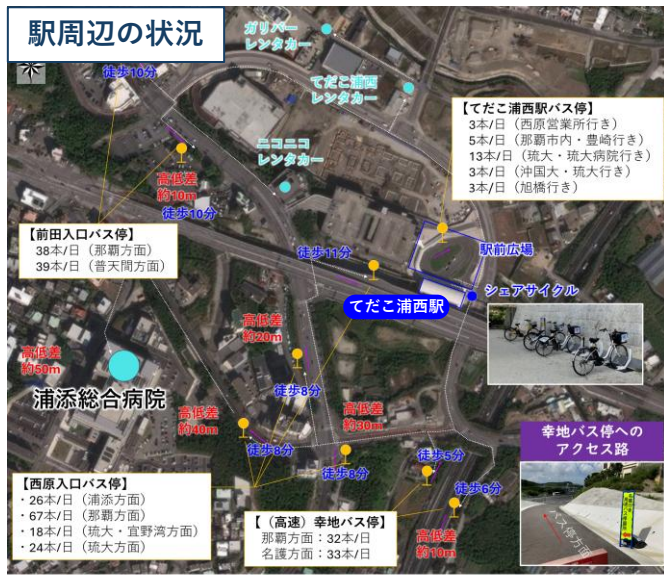 駅周辺の状況
ガリバー
レンタカー
徒歩10分
てだこ浦西
レンタカー
【てだこ浦西駅バス停】
3本/日（西原営業所行き）
5本/日（那覇市内・豊崎行き）
13本/日（琉大・琉大病院行き）
3本/日（沖国大・琉大行き）
3本/日（旭橋行き）
ニコニコ
レンタカー
高低差
約10m
徒歩10分
【前田入口バス停】
38本/日（那覇方面）
39本/日（普天間方面）
徒歩11分
駅前広場
シェアサイクル
てだこ浦西駅
高低差
約20m
高低差
約50m
浦添総合病院
徒歩8分
高低差
約40m
高低差
約30m
徒歩8分
徒歩8分
徒歩5分
徒歩6分
幸地バス停への
アクセス路
バス停方面
【西原入口バス停】
・26本/日（浦添方面）
・67本/日（那覇方面）
・18本/日（琉大・宜野湾方面）
・24本/日（琉大方面）
【（高速）幸地バス停】
那覇方面：32本/日
名護方面：33本/日
高低差
約10m